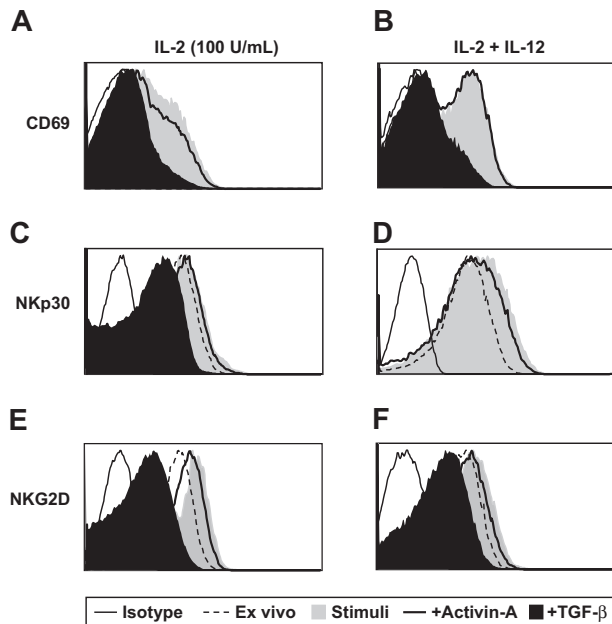 A
B
IL-2 (100 U/mL)
IL-2 + IL-12
CD69
C
D
NKp30
E
F
NKG2D
Isotype Ex vivo Stimuli +Activin-A +TGF-β